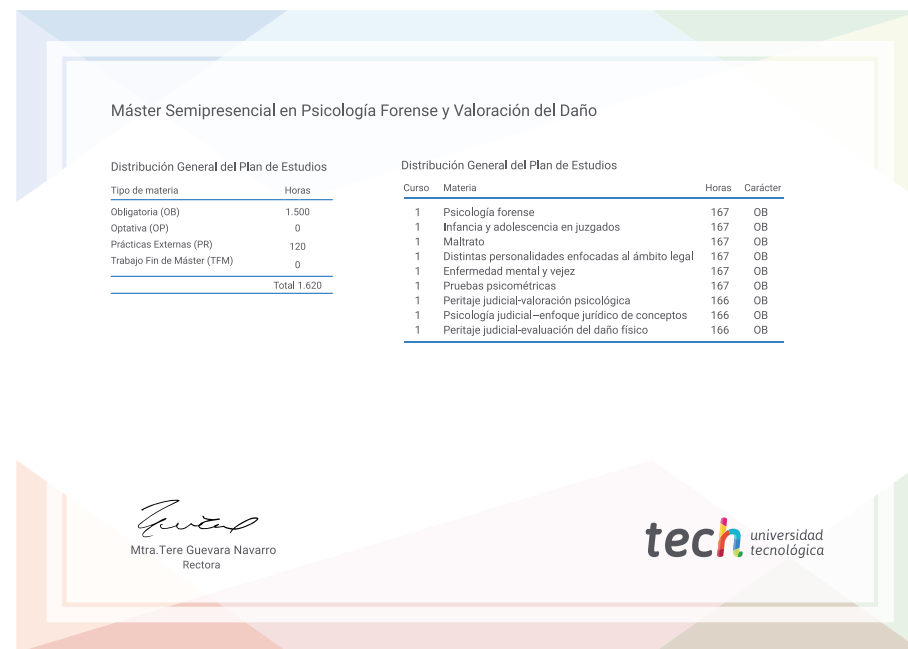 Máster Semipresencial en Psicología Forense y Valoración del Daño
Distribución General del Plan de Estudios
Tipo de materia Horas
Obligatoria (OB) 1.500
Optativa (OP) 0
Prácticas Externas (PR) 120
Trabajo Fin de Máster (TFM) 0
Total 1.620
Distribución General del Plan de Estudios
Curso Materia Horas Carácter
1 Psicología forense 167 OB
1 Infancia y adolescencia en juzgados 167 OB
1 Maltrato 167 OB
1 Distintas personalidades enfocadas al ámbito legal 167 OB
1 Enfermedad mental y vejez 167 OB
1 Pruebas psicométricas 167 OB
1 Peritaje judicial-valoración psicológica 166 OB
1 Psicología judicial–enfoque jurídico de conceptos 166 OB
1 Peritaje judicial-evaluación del daño físico 166 OB
Mtra.Tere Guevara Navarro
Rectora
tech universidad
tecnológica